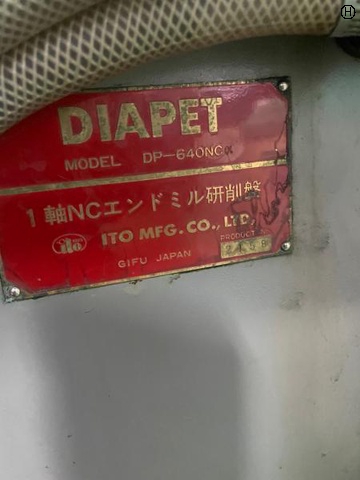 DIAPET
MODEL DP-640NC
1軸NCエンドミル研削盤
ito ITO MFG. CO., LTD.
PRODUCT
GIFU JAPAN